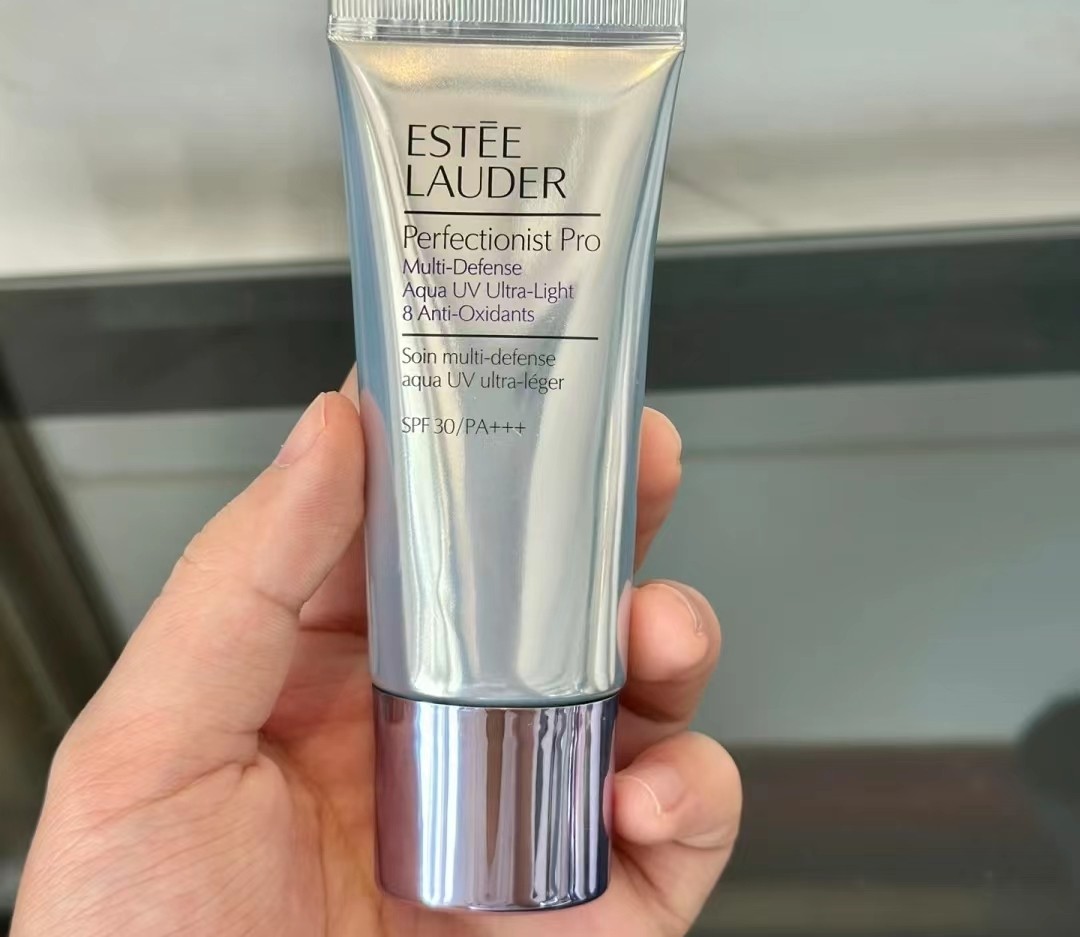 ESTĒE
LAUDER
Perfectionist Pro
Multi-Defense
Aqua UV Ultra-Light
8 Anti-Oxidants
Soin multi-defense
aqua UV ultra-léger
SPF 30/PA+++